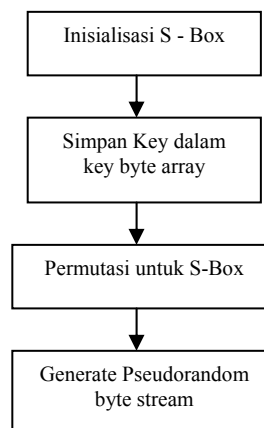 Inisialisasi S - Box
Simpan Key dalam
key byte array
Permutasi untuk S-Box
Generate Pseudorandom
byte stream